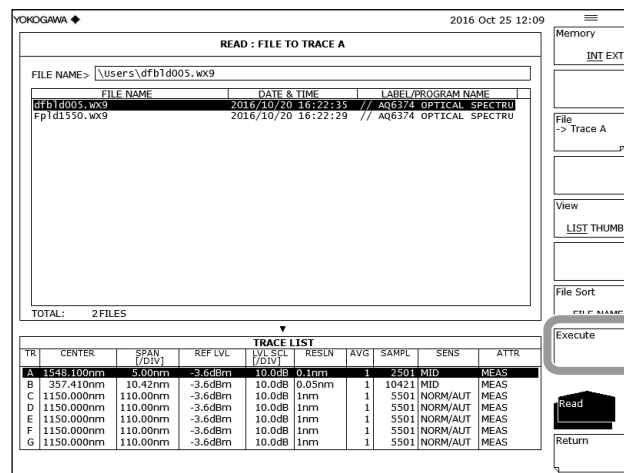 YOKOGAWA ◆
2016 Oct 25 12:09
READ : FILE TO TRACE A
FILE NAME> \Users\dfbld005.WX9
FILE NAME DATE & TIME LABEL/PROGRAM NAME
dfbld005.WX9 2016/10/20 16:22:35 // AQ6374 OPTICAL SPECTRU
Fpld1550.WX9 2016/10/20 16:22:29 // AQ6374 OPTICAL SPECTRU
TOTAL: 2FILES
▼
TRACE LIST
TR CENTER SPAN [/DIV] REF LVL LVL SCL [/DIV] RESLN AVG SAMPL SENS ATTR
A 1548.100nm 5.00nm -3.6dBm 10.0dB 0.1nm 1 2501 MID MEAS
B 357.410nm 10.42nm -3.6dBm 10.0dB 0.05nm 1 10421 MID MEAS
C 1150.000nm 110.00nm -3.6dBm 10.0dB 1nm 1 5501 NORM/AUT MEAS
D 1150.000nm 110.00nm -3.6dBm 10.0dB 1nm 1 5501 NORM/AUT MEAS
E 1150.000nm 110.00nm -3.6dBm 10.0dB 1nm 1 5501 NORM/AUT MEAS
F 1150.000nm 110.00nm -3.6dBm 10.0dB 1nm 1 5501 NORM/AUT MEAS
G 1150.000nm 110.00nm -3.6dBm 10.0dB 1nm 1 5501 NORM/AUT MEAS
Memory
INT EXT
File
-> Trace A
View
LIST THUMB
File Sort
FILE NAME
Execute
Read
Return